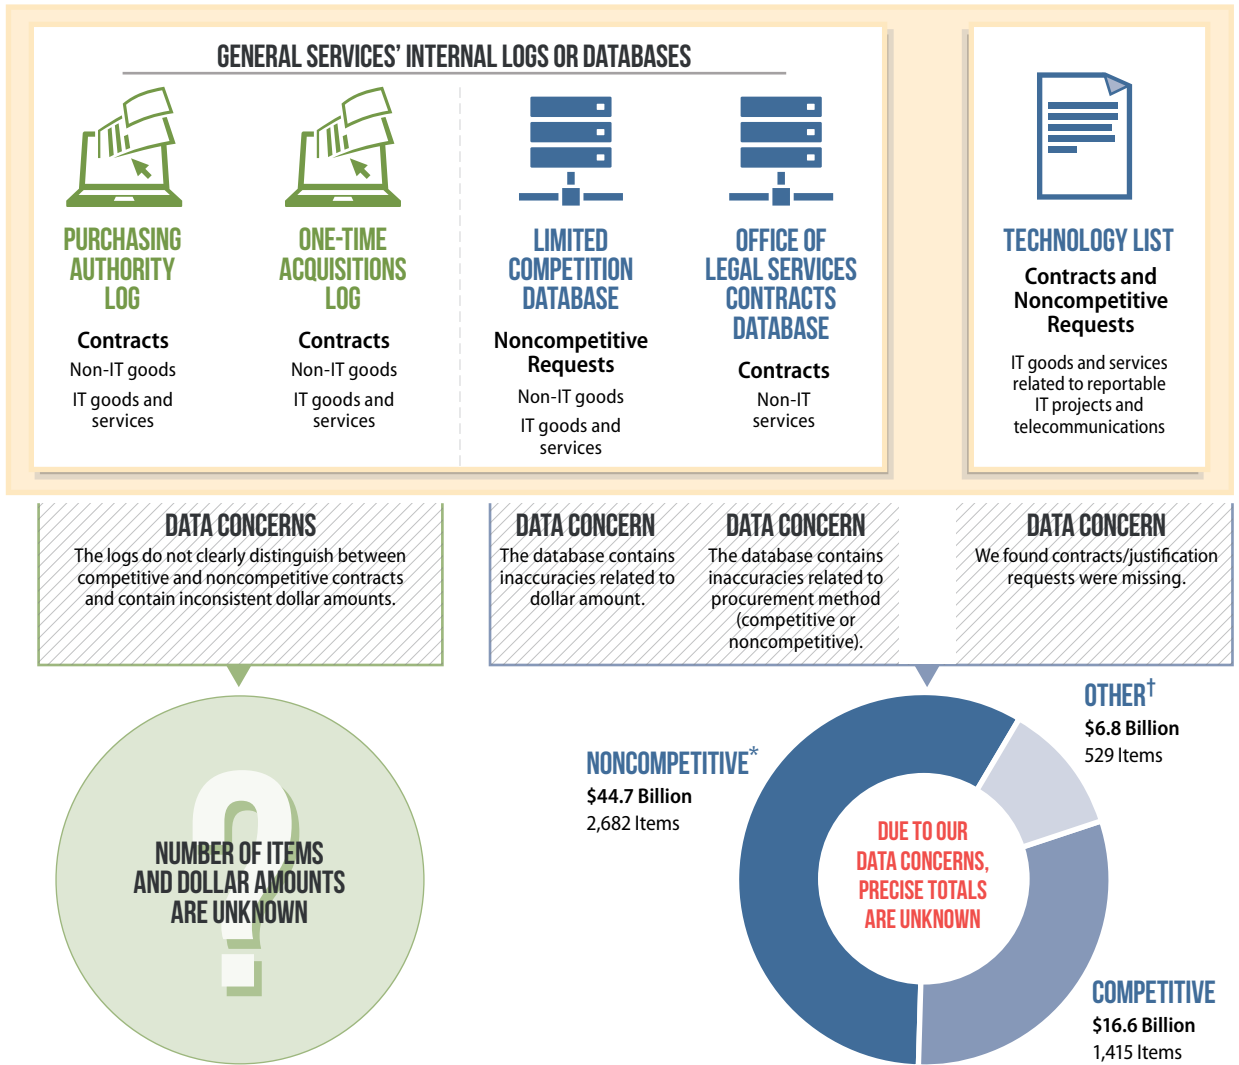 GENERAL SERVICES’ INTERNAL LOGS OR DATABASES
PURCHASING
AUTHORITY
LOG
Contracts
Non-IT goods
IT goods and
services
ONE-TIME
ACQUISITIONS
LOG
Contracts
Non-IT goods
IT goods and
services
LIMITED
COMPETITION
DATABASE
Noncompetitive
Requests
Non-IT goods
IT goods and
services
OFFICE OF
LEGAL SERVICES
CONTRACTS
DATABASE
Contracts
Non-IT
services
TECHNOLOGY LIST
Contracts and
Noncompetitive
Requests
IT goods and services
related to reportable
IT projects and
telecommunications
DATA CONCERNS
The logs do not clearly distinguish between
competitive and noncompetitive contracts
and contain inconsistent dollar amounts.
DATA CONCERN
The database contains
inaccuracies related to
dollar amount.
DATA CONCERN
The database contains
inaccuracies related to
procurement method
(competitive or
noncompetitive).
DATA CONCERN
We found contracts/justification
requests were missing.
?
NUMBER OF ITEMS
AND DOLLAR AMOUNTS
ARE UNKNOWN
NONCOMPETITIVE*
$44.7 Billion
2,682 Items
OTHER†
$6.8 Billion
529 Items
DUE TO OUR
DATA CONCERNS,
PRECISE TOTALS
ARE UNKNOWN
COMPETITIVE
$16.6 Billion
1,415 Items